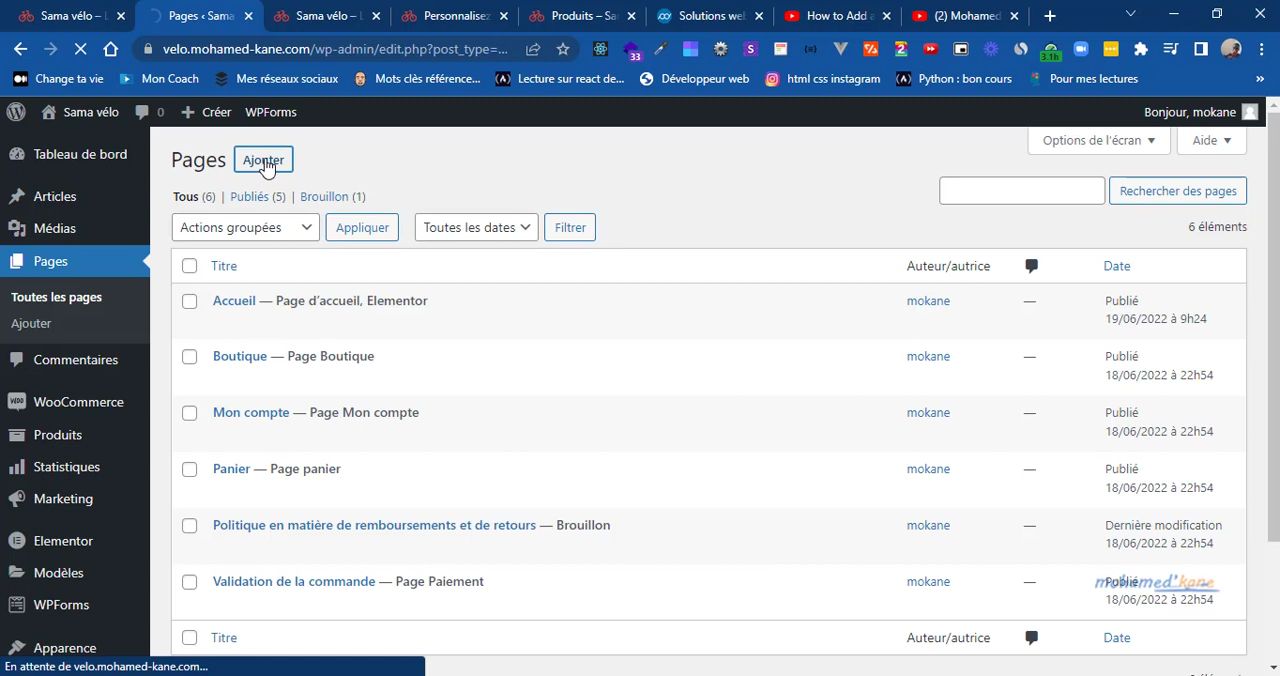 Sama vélo – L
Pages ‹ Sama
Sama vélo – L
Personnalisez
Produits – Sa
Solutions web
How to Add a
(2) Mohamed
velo.mohamed-kane.com/wp-admin/edit.php?post_type=...
33
3.1h
Change ta vie
Mon Coach
Mes réseaux sociaux
Mots clés référence...
Lecture sur react de...
Développeur web
html css instagram
Python : bon cours
Pour mes lectures
»
Sama vélo
0
Créer
WPForms
Bonjour, mokane
Tableau de bord
Articles
Médias
Pages
Toutes les pages
Ajouter
Commentaires
WooCommerce
Produits
Statistiques
Marketing
Elementor
Modèles
WPForms
Apparence
Pages
Ajouter
Options de l'écran
Aide
Tous (6) | Publiés (5) | Brouillon (1)
Rechercher des pages
Actions groupées
Appliquer
Toutes les dates
Filtrer
6 éléments
Titre
Auteur/autrice
Date
Accueil — Page d'accueil, Elementor
mokane
—
Publié
19/06/2022 à 9h24
Boutique — Page Boutique
mokane
—
Publié
18/06/2022 à 22h54
Mon compte — Page Mon compte
mokane
—
Publié
18/06/2022 à 22h54
Panier — Page panier
mokane
—
Publié
18/06/2022 à 22h54
Politique en matière de remboursements et de retours — Brouillon
mokane
—
Dernière modification
18/06/2022 à 22h54
Validation de la commande — Page Paiement
mokane
—
Publié
18/06/2022 à 22h54
mohamed'kane
Titre
Auteur/autrice
Date
En attente de velo.mohamed-kane.com...